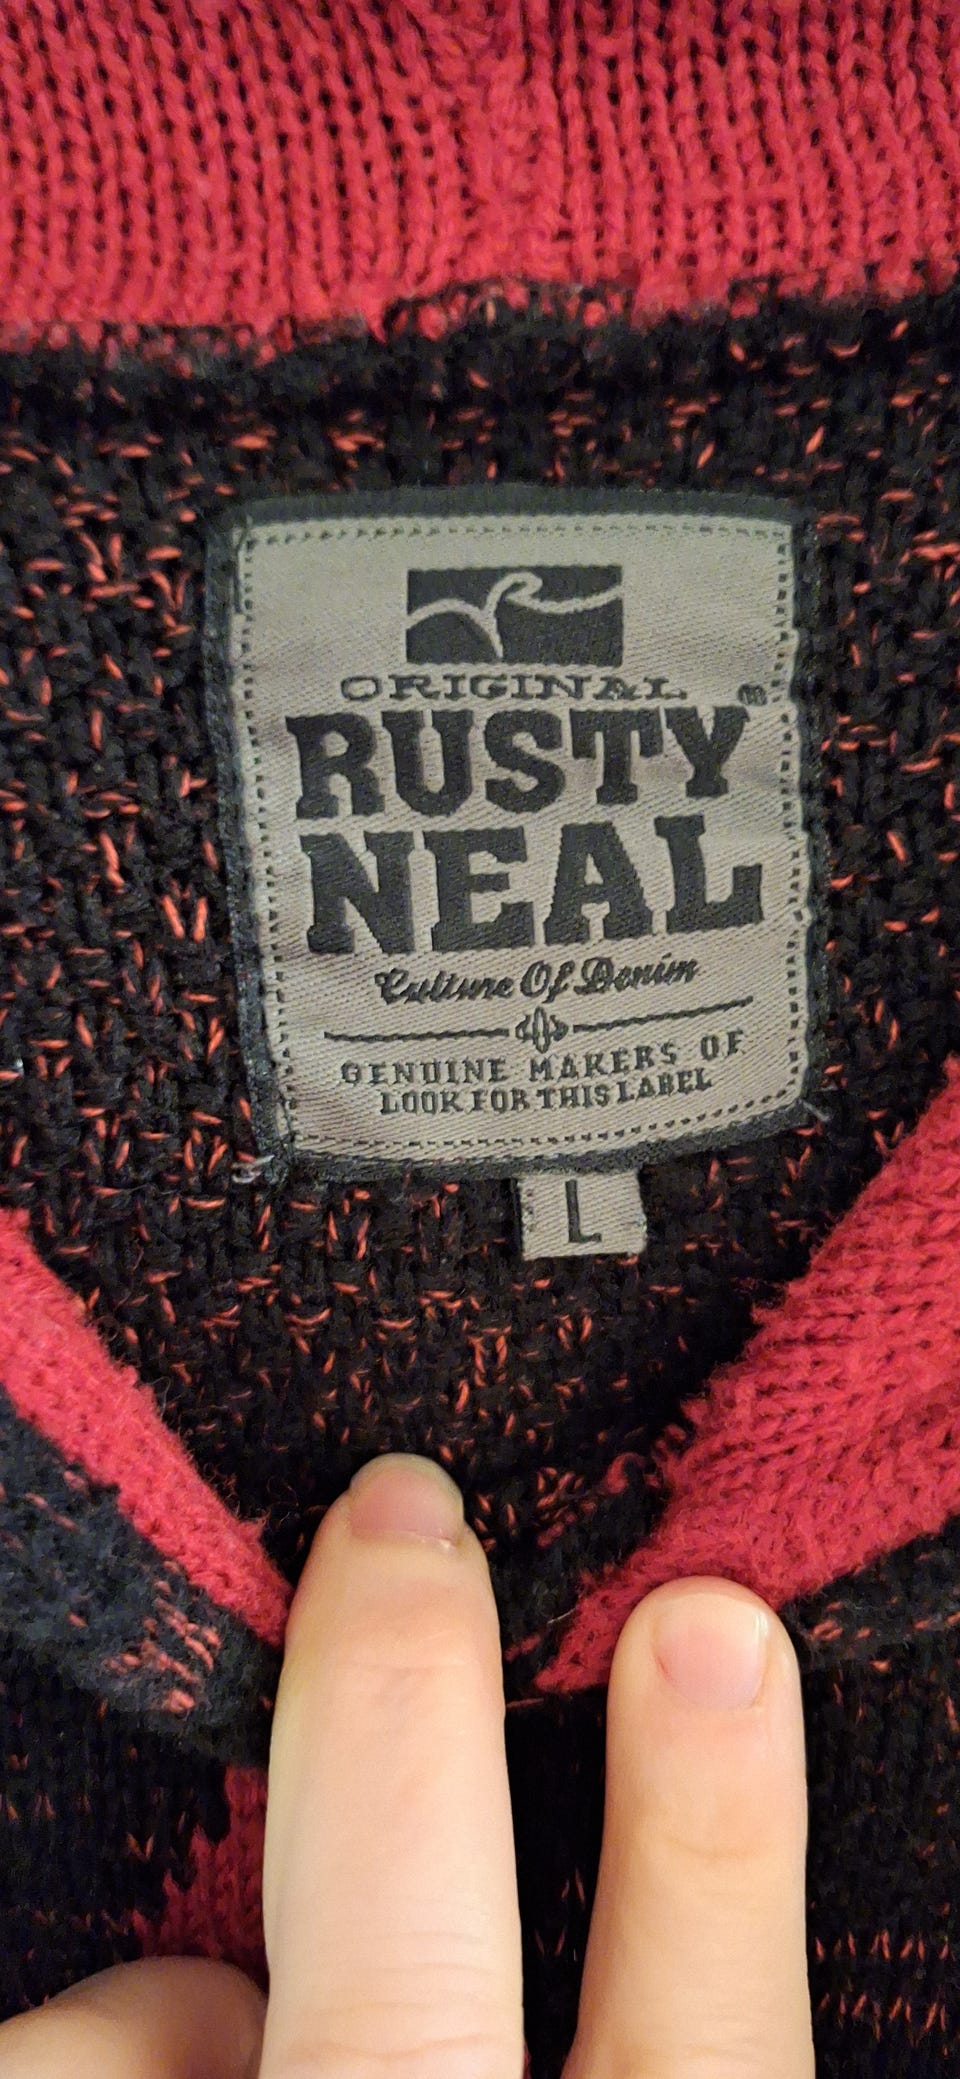 ORIGINAL
RUSTY ®
NEAL
Culture Of Denim
GENUINE MAKERS OF
LOOK FOR THIS LABEL
L